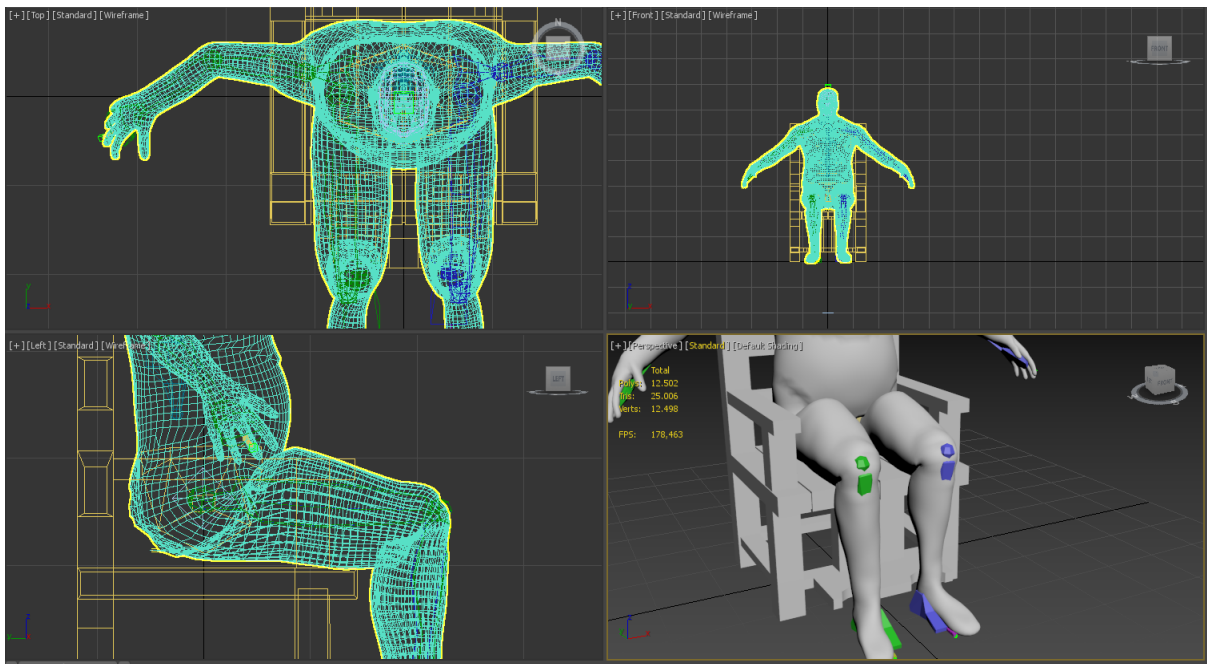 [+] [Top] [Standard] [Wireframe]
N
[+] [Front] [Standard] [Wireframe]
FRONT
Z
[+] [Left] [Standard] [Wireframe]
LEFT
[+] [Perspective] [Standard] [Default Shading]
Total
Polys: 12.502
Tris: 25.006
Verts: 12.498
FPS: 178,463